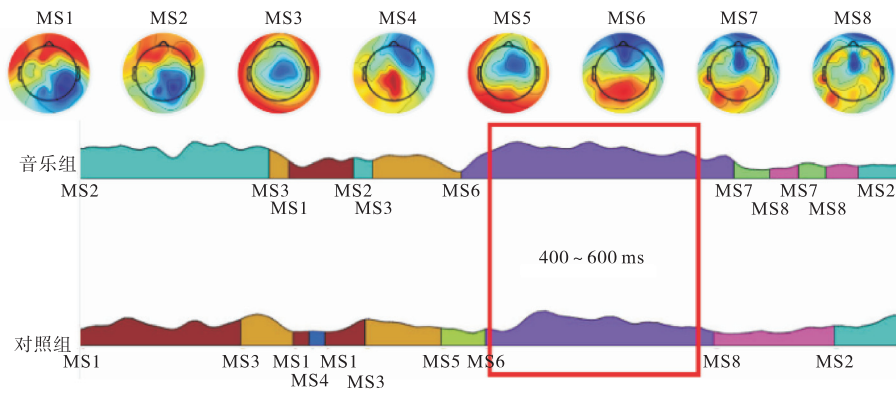 MS1 MS2 MS3 MS4 MS5 MS6 MS7 MS8
音乐组
MS2 MS3 MS2 MS6 MS7 MS7 MS2
MS1 MS3 MS8 MS8
400 ~ 600 ms
对照组
MS1 MS3 MS1 MS1 MS5 MS6 MS8 MS2
MS4 MS3